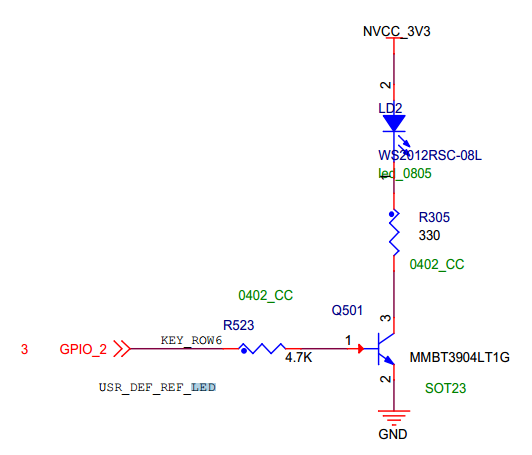 NVCC_3V3
2
LD2
WS2012RSC-08L
led_0805
1
R305
330
0402_CC
0402_CC
Q501
3
R523
KEY_ROW6
1
3 GPIO_2
4.7K
MMBT3904LT1G
2
USR_DEF_REF_LED
SOT23
GND